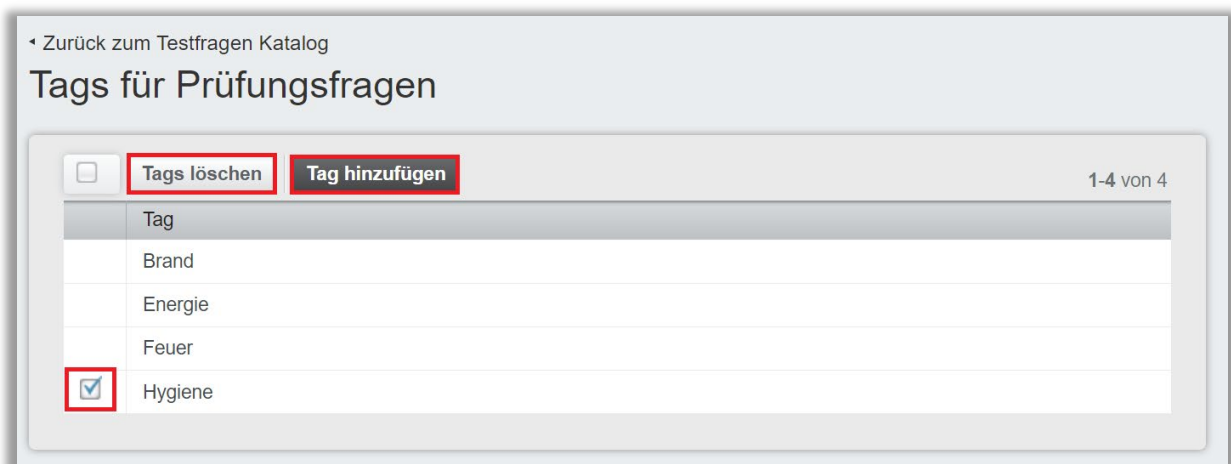 Zurück zum Testfragen Katalog
Tags für Prüfungsfragen
Tags löschen Tag hinzufügen 1-4 von 4
Tag
Brand
Energie
Feuer
Hygiene